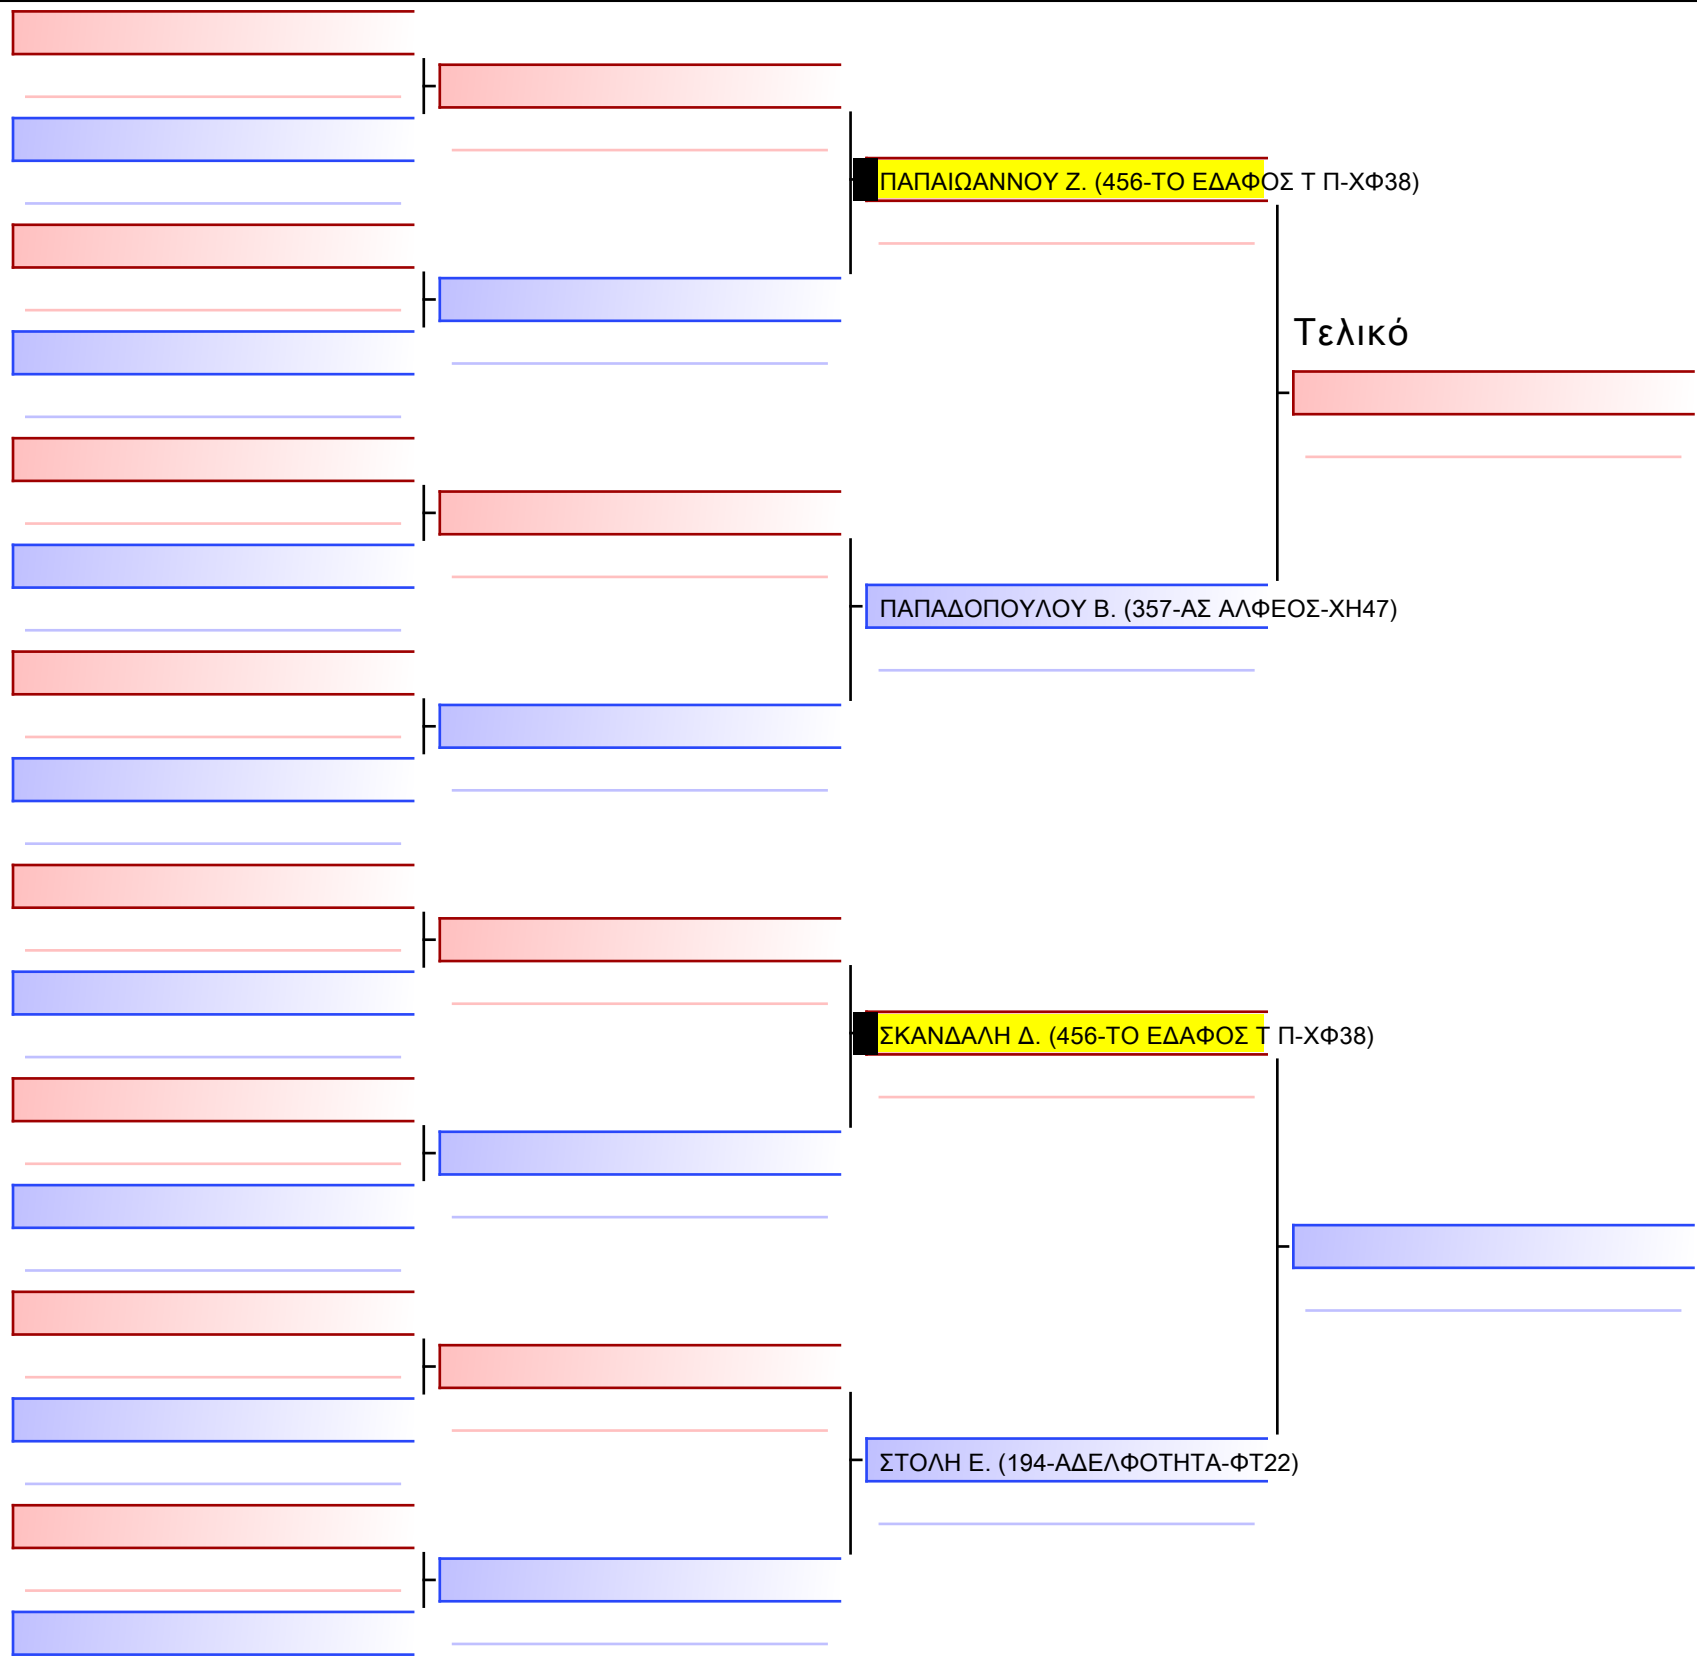 ΠΑΠΑΙΩΑΝΝΟΥ Ζ. (456-ΤΟ ΕΔΑΦΟΣ Τ Π-ΧΦ38)
Τελικό
ΠΑΠΑΔΟΠΟΥΛΟΥ Β. (357-ΑΣ ΑΛΦΕΟΣ-ΧΗ47)
ΣΚΑΝΔΑΛΗ Δ. (456-ΤΟ ΕΔΑΦΟΣ Τ Π-ΧΦ38)
ΣΤΟΛΗ Ε. (194-ΑΔΕΛΦΟΤΗΤΑ-ΦΤ22)